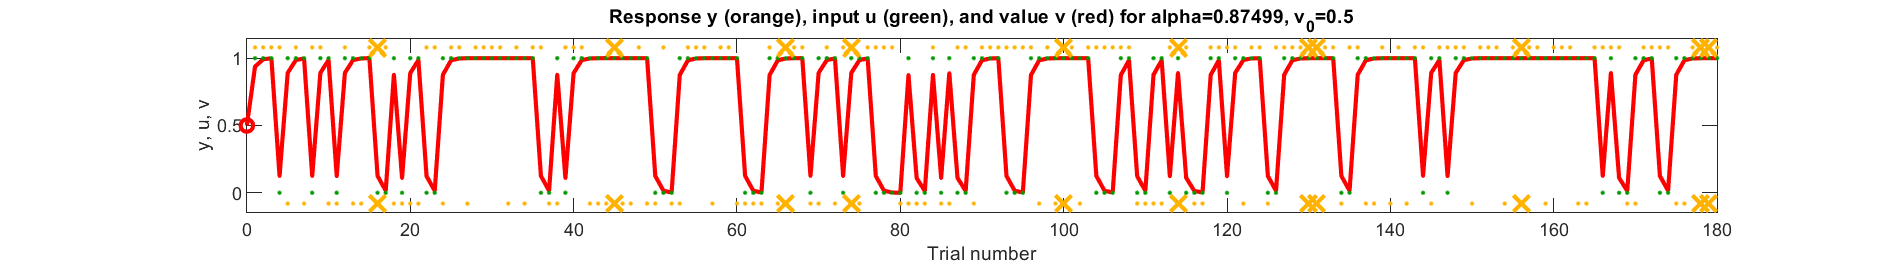 Response y (orange), input u (green), and value v (red) for alpha=0.87499, v0=0.5
y, u, v
1
0.5
0
0 20 40 60 80 100 120 140 160 180
Trial number